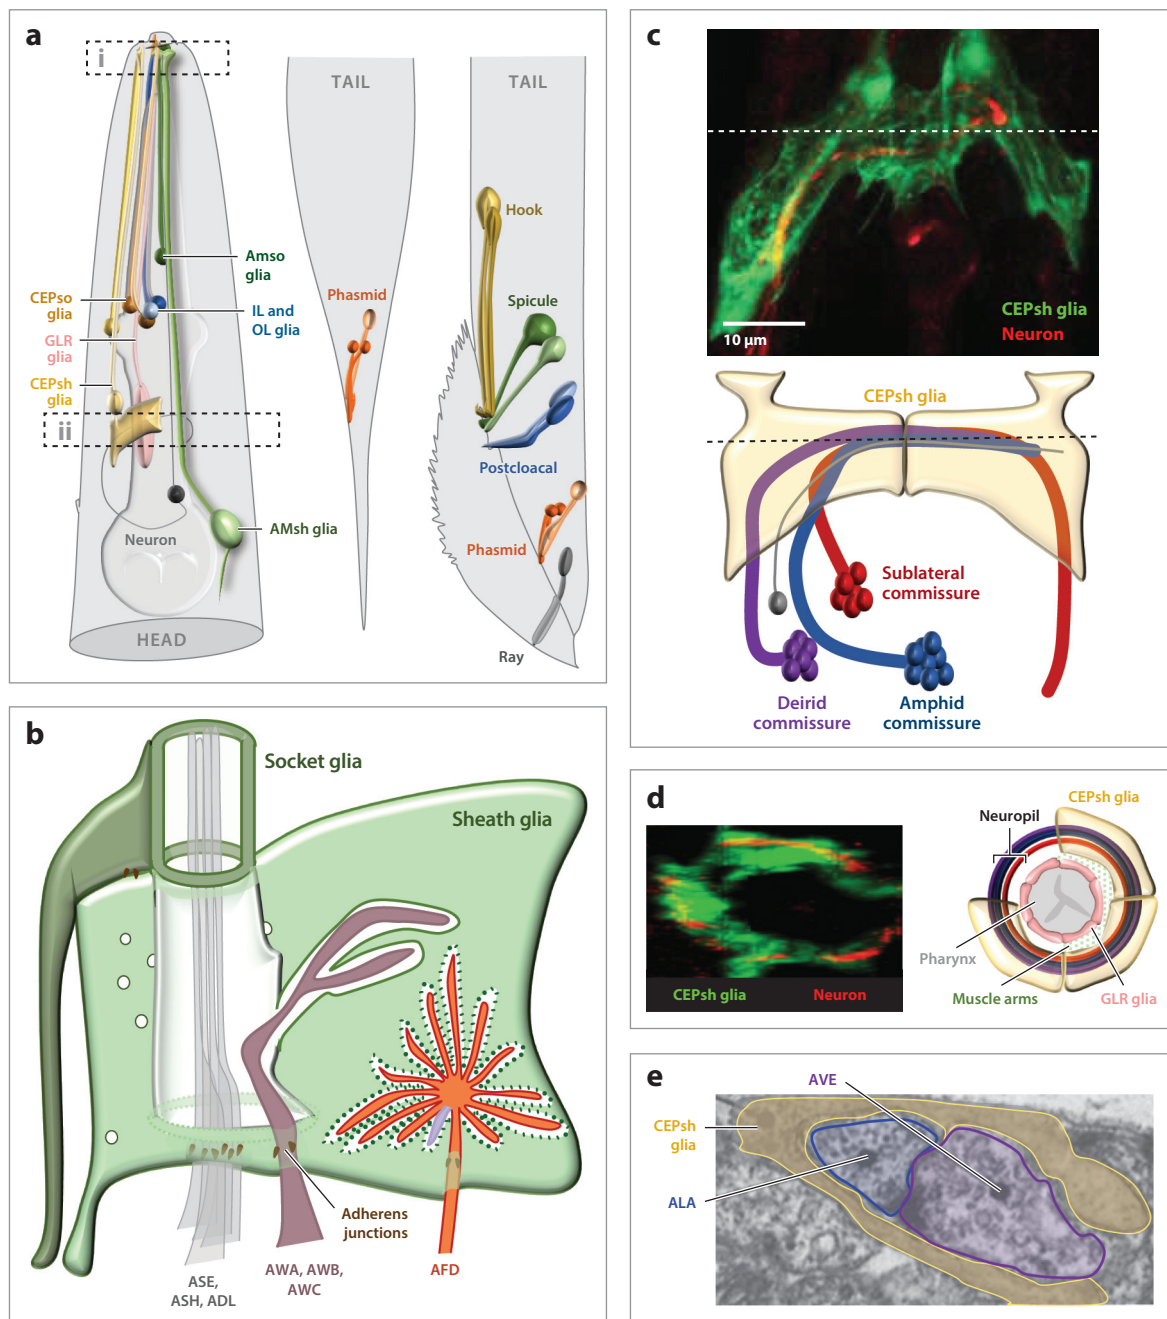 a
i
ii
TAIL
TAIL
Hook
Spicule
Amso
glia
CEPso
glia
IL and
OL glia
GLR
glia
CEPsh
glia
Phasmid
Postcloacal
Phasmid
Ray
Neuron
AMsh glia
HEAD
b
Socket glia
Sheath glia
Adherens
junctions
ASE,
ASH, ADL
AWA, AWB,
AWC
AFD
c
CEPsh glia
Neuron
10 µm
CEPsh glia
Sublateral
commissure
Deirid
commissure
Amphid
commissure
d
CEPsh glia
Neuron
CEPsh glia
Neuropil
Pharynx
Muscle arms
GLR glia
e
AVE
CEPsh
glia
ALA